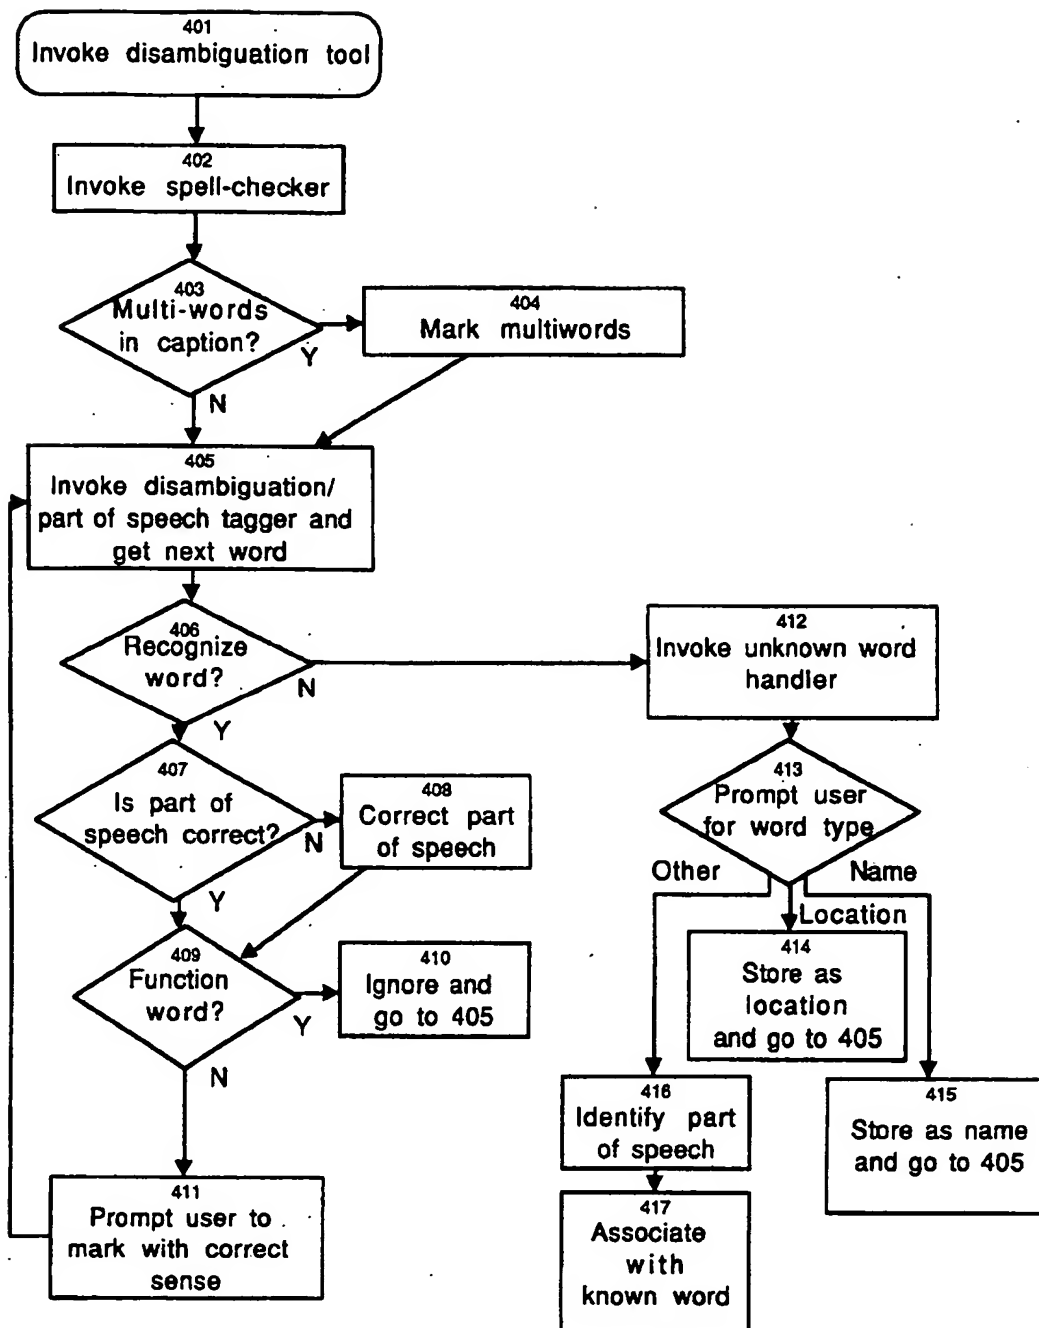 401
Invoke disambiguation tool
402
Invoke spell-checker
403
Multi-words
in caption?
Y
N
404
Mark multiwords
405
Invoke disambiguation/
part of speech tagger and
get next word
406
Recognize
word?
N
Y
407
Is part of
speech correct?
N
Y
408
Correct part
of speech
409
Function
word?
Y
N
410
Ignore and
go to 405
411
Prompt user to
mark with correct
sense
412
Invoke unknown word
handler
413
Prompt user
for word type
Other
Name
Location
414
Store as
location
and go to 405
415
Store as name
and go to 405
416
Identify part
of speech
417
Associate
with
known word